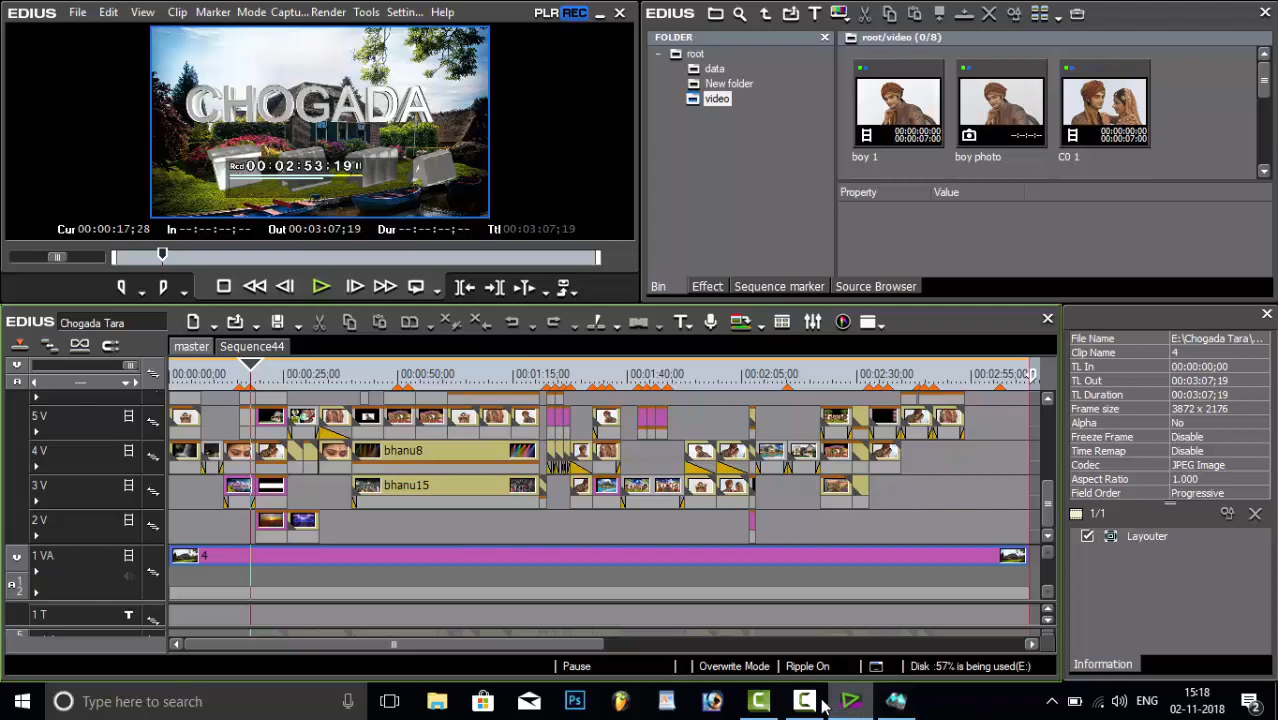 EDIUS File Edit View Clip Marker Mode Captu... Render Tools Settin... Help PLR REC
CHOGADA
Rcd 00:02:53:19
Cur 00:00:17;28 In --:--:--;-- Out 00:03:07;19 Dur --:--:--;-- Ttl 00:03:07;19
EDIUS
FOLDER
root
data
New folder
video
root/video (0/8)
00:00:00:00
00:00:07:00
boy 1
--:--:--:--
boy photo
00:00:00:00
00:00:07:00
C0 1
Property Value
Bin Effect Sequence marker Source Browser
EDIUS Chogada Tara
master Sequence44
00:00:00;00 00:00:25;00 00:00:50;00 00:01:15;00 00:01:40;00 00:02:05;00 00:02:30;00 00:02:55;00
5 V
4 V bhanu8
3 V bhanu15
2 V
1 VA 4
A 1
2
1 T T
Pause Overwrite Mode Ripple On Disk :57% is being used(E:)
File Name E:\Chogada Tara\_...
Clip Name 4
TL In 00:00:00;00
TL Out 00:03:07;19
TL Duration 00:03:07;19
Frame size 3872 x 2176
Alpha No
Freeze Frame Disable
Time Remap Disable
Codec JPEG Image
Aspect Ratio 1.000
Field Order Progressive
1/1
Layouter
Information
Type here to search
Ps
ENG
15:18
02-11-2018
2